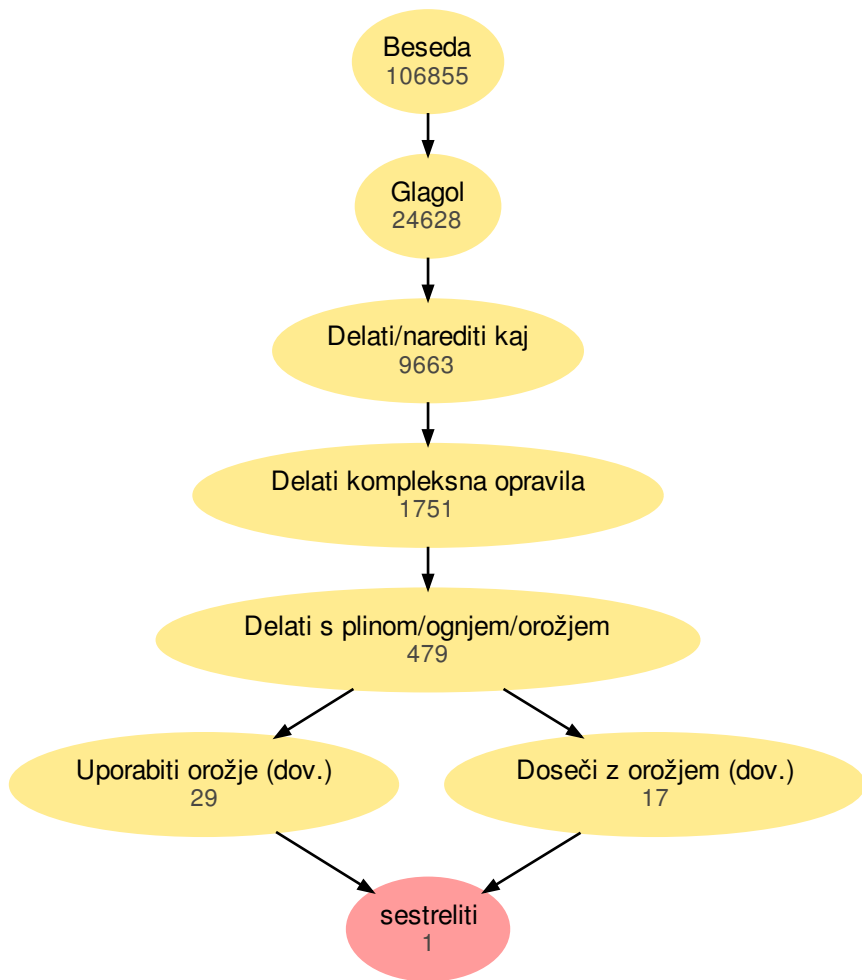 Beseda
106855
Glagol
24628
Delati/narediti kaj
9663
Delati kompleksna opravila
1751
Delati s plinom/ognjem/orožjem
479
Uporabiti orožje (dov.)
29
Doseči z orožjem (dov.)
17
sestreliti
1